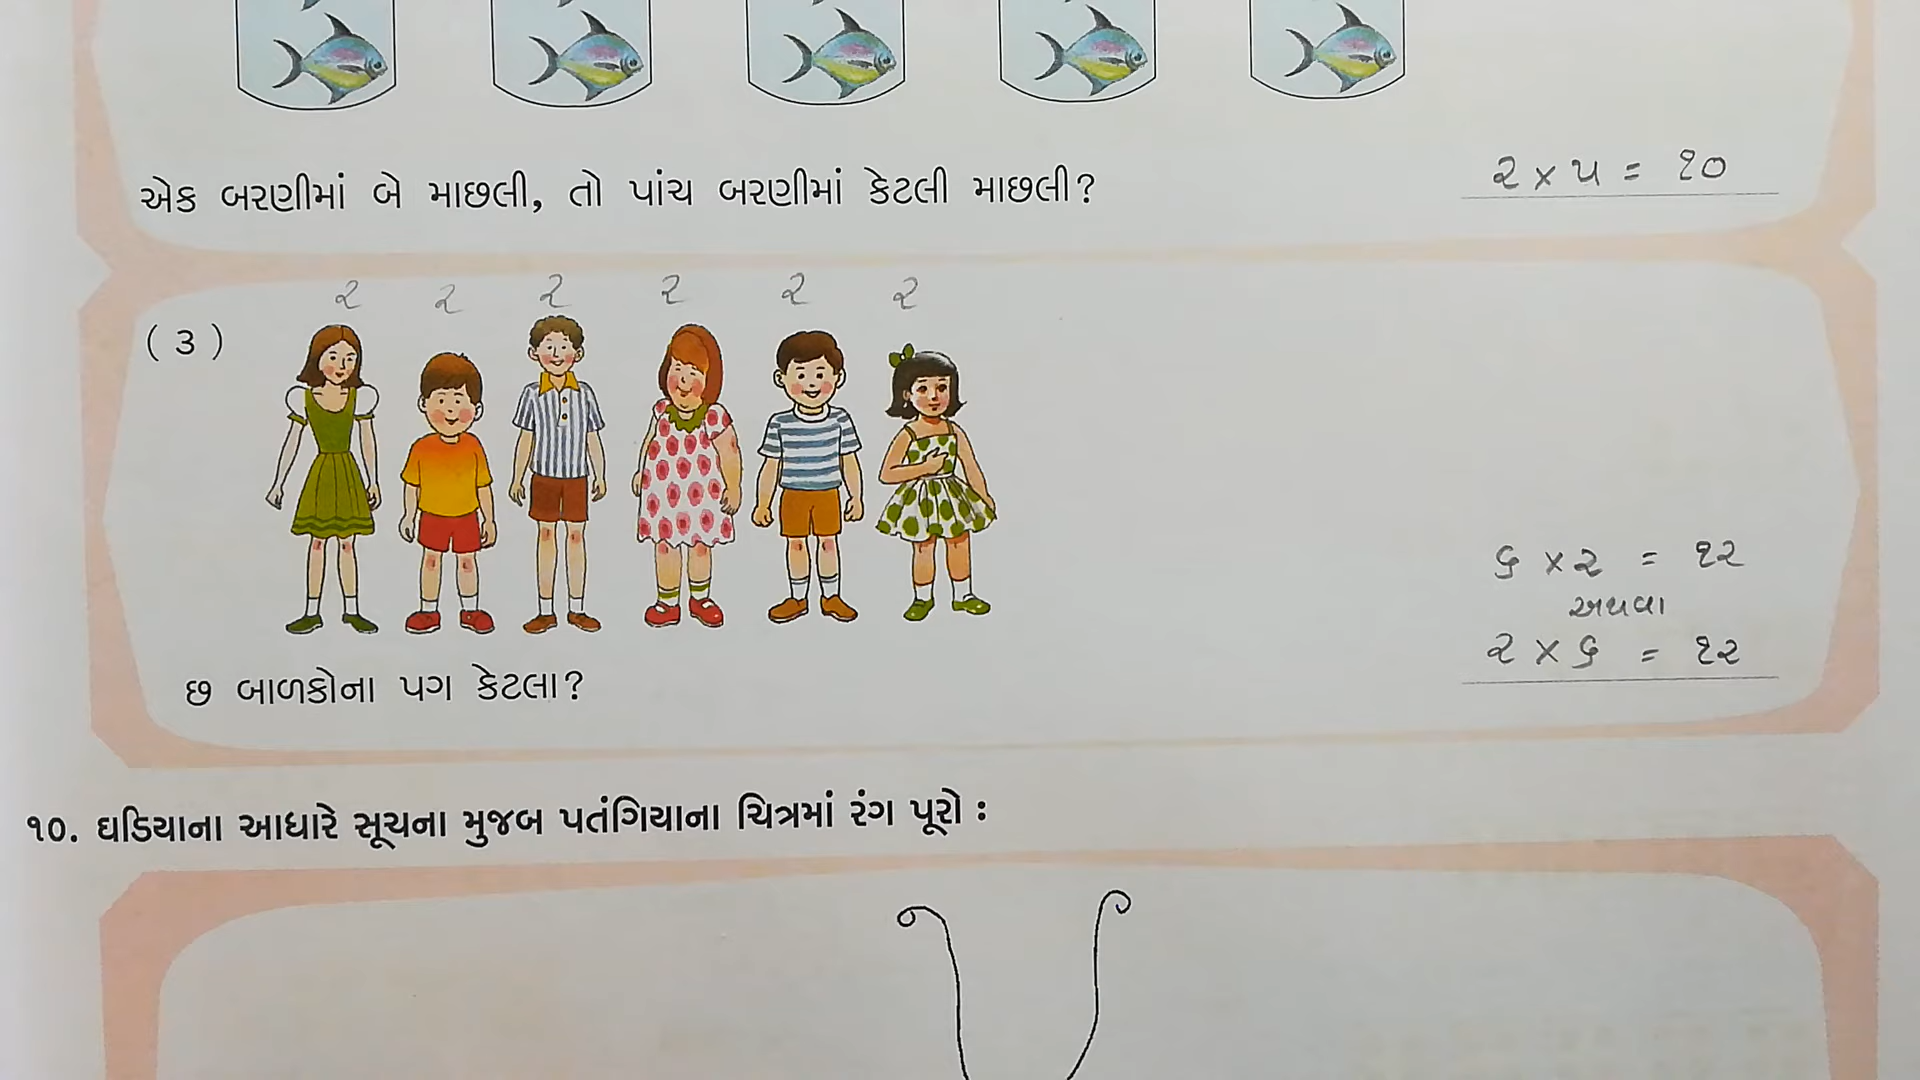 એક બરણીમાં બે માછલી, તો પાંચ બરણીમાં કેટલી માછલી?
૨ × ૫ = ૧૦
૨ ૨ ૨ ૨ ૨ ૨
( ૩ )
૬ × ૨ = ૧૨
અથવા
૨ × ૬ = ૧૨
છ બાળકોના પગ કેટલા?
૧૦. ઘડિયાના આધારે સૂચના મુજબ પતંગિયાના ચિત્રમાં રંગ પૂરો :